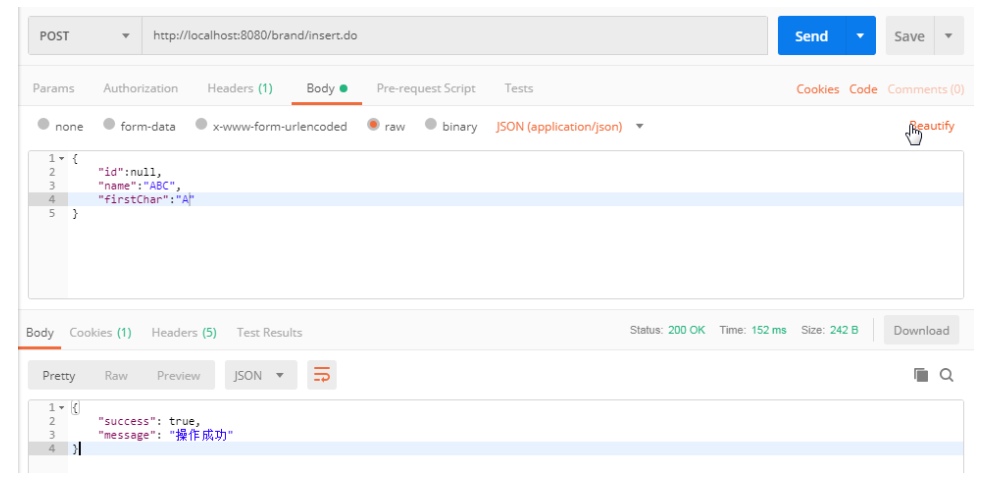 POST http://localhost:8080/brand/insert.do Send Save
Params Authorization Headers (1) Body Pre-request Script Tests Cookies Code Comments (0)
none form-data x-www-form-urlencoded raw binary JSON (application/json) Beautify
1 {
2 "id":null,
3 "name":"ABC",
4 "firstChar":"A"
5 }
Body Cookies (1) Headers (5) Test Results Status: 200 OK Time: 152 ms Size: 242 B Download
Pretty Raw Preview JSON
1 {
2 "success": true,
3 "message": "操作成功"
4 }